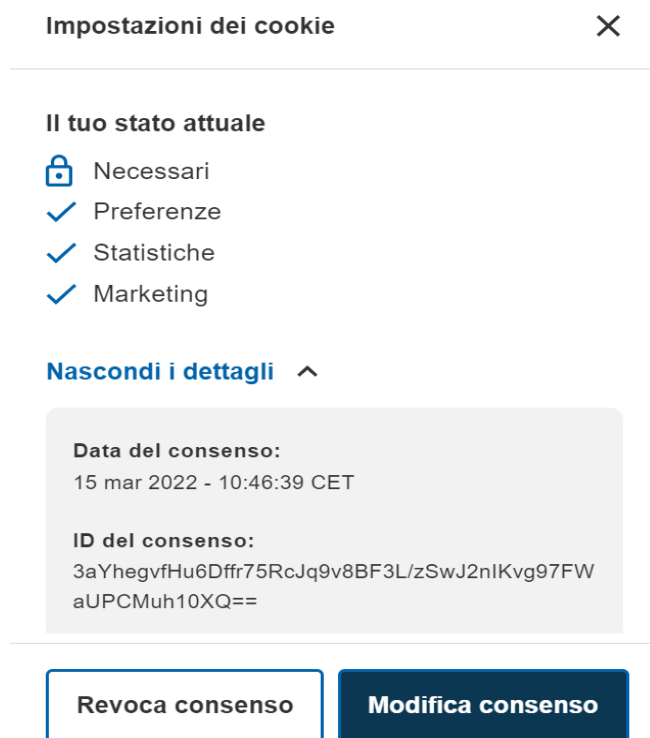 Impostazioni dei cookie
Il tuo stato attuale
Necessari
Preferenze
Statistiche
Marketing
Nascondi i dettagli
Data del consenso:
15 mar 2022 - 10:46:39 CET
ID del consenso:
3aYhegvfHu6Dffr75RcJq9v8BF3L/zSwJ2nIKvg97FW
aUPCMuh10XQ==
Revoca consenso
Modifica consenso